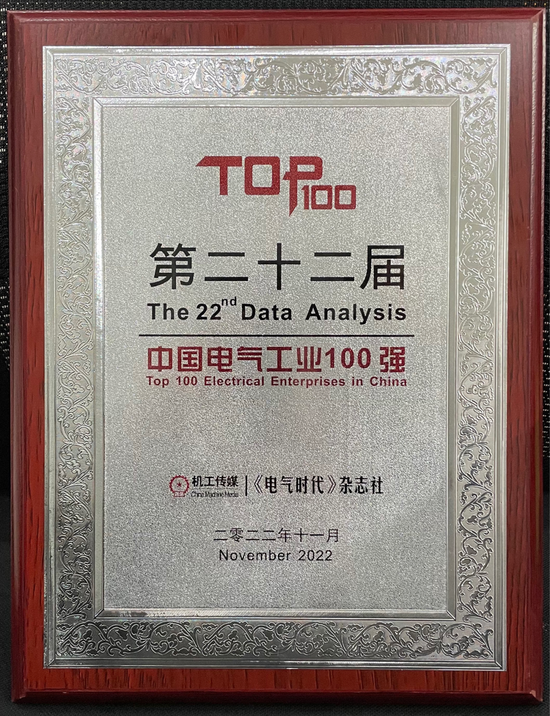 TOP100
第二十二届
The 22nd Data Analysis
中国电气工业100强
Top 100 Electrical Enterprises in China
机工传媒 |《电气时代》杂志社
China Machine Media
二零二二年十一月
November 2022